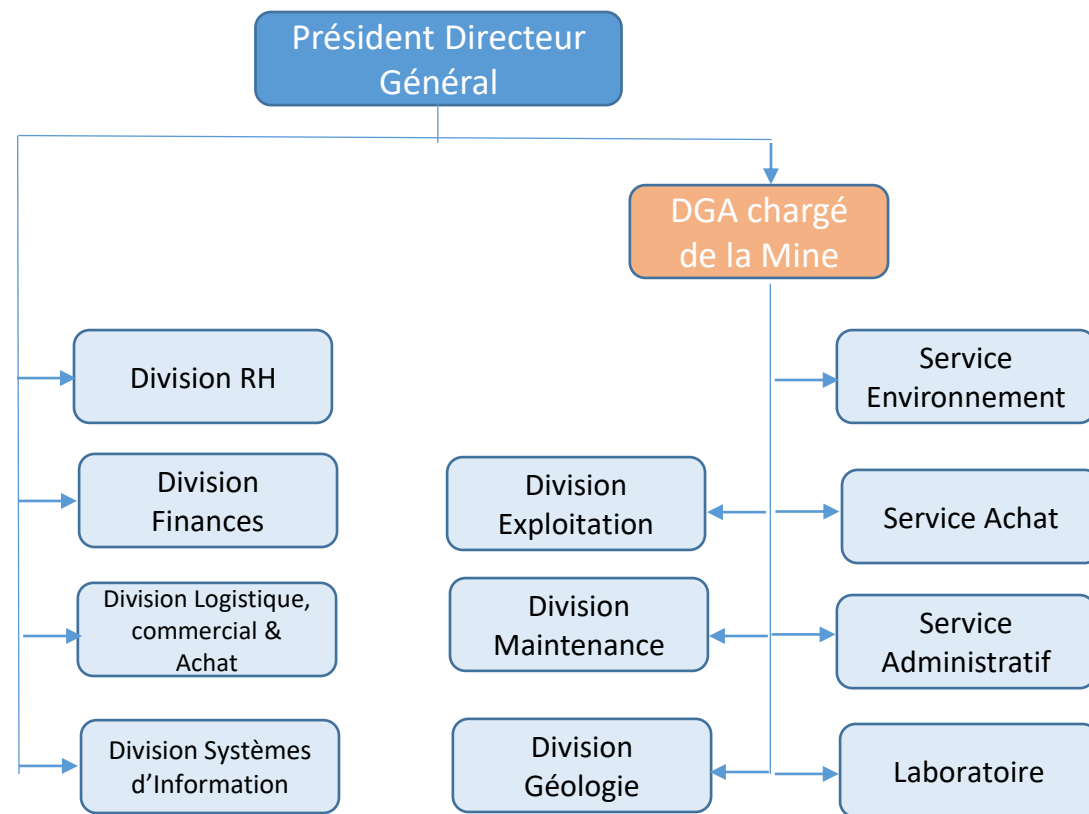 Président Directeur
Général
DGA chargé
de la Mine
Division RH
Division
Finances
Division Logistique,
commercial &
Achat
Division Systèmes
d’Information
Division
Exploitation
Division
Maintenance
Division
Géologie
Service
Environnement
Service Achat
Service
Administratif
Laboratoire